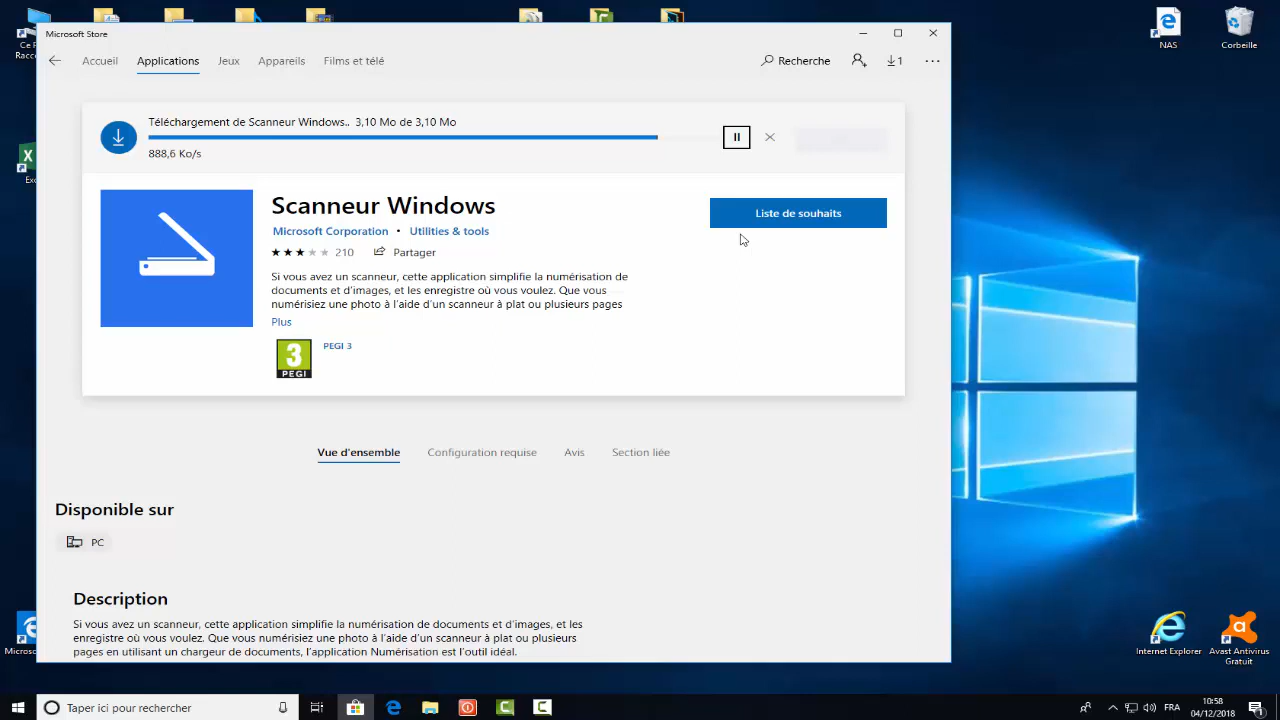 Microsoft Store
Accueil Applications Jeux Appareils Films et télé Recherche 1
Téléchargement de Scanneur Windows.. 3,10 Mo de 3,10 Mo
888,6 Ko/s
Scanneur Windows
Liste de souhaits
Microsoft Corporation • Utilities & tools
210 Partager
Si vous avez un scanneur, cette application simplifie la numérisation de
documents et d'images, et les enregistre où vous voulez. Que vous
numérisiez une photo à l'aide d'un scanneur à plat ou plusieurs pages
Plus
3
PEGI
PEGI 3
Vue d'ensemble Configuration requise Avis Section liée
Disponible sur
PC
Description
Si vous avez un scanneur, cette application simplifie la numérisation de documents et d'images, et les
enregistre où vous voulez. Que vous numérisiez une photo à l'aide d'un scanneur à plat ou plusieurs
pages en utilisant un chargeur de documents, l'application Numérisation est l'outil idéal.
NAS
Corbeille
Internet Explorer
Avast Antivirus
Gratuit
Taper ici pour rechercher
FRA
10:58
04/12/2018
1